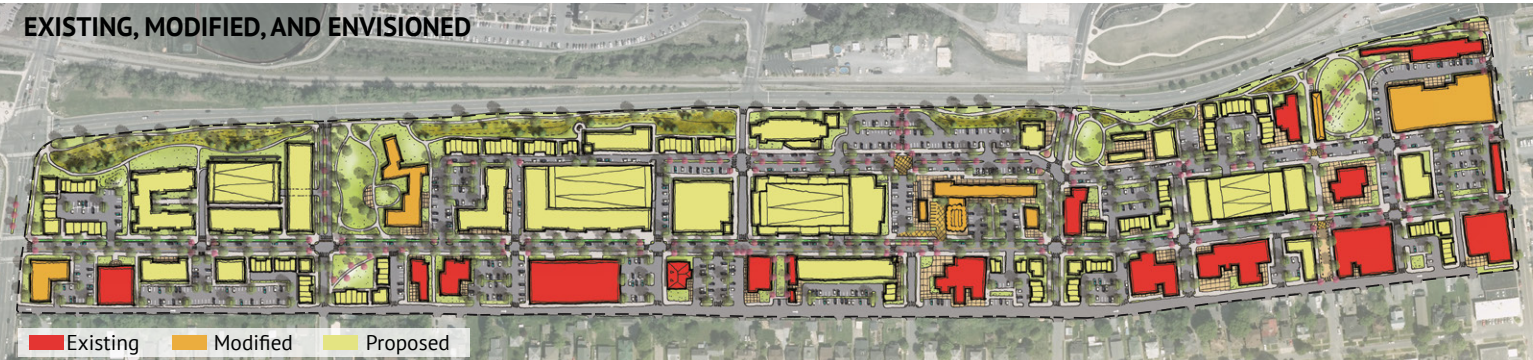 EXISTING, MODIFIED, AND ENVISIONED
Existing Modified Proposed